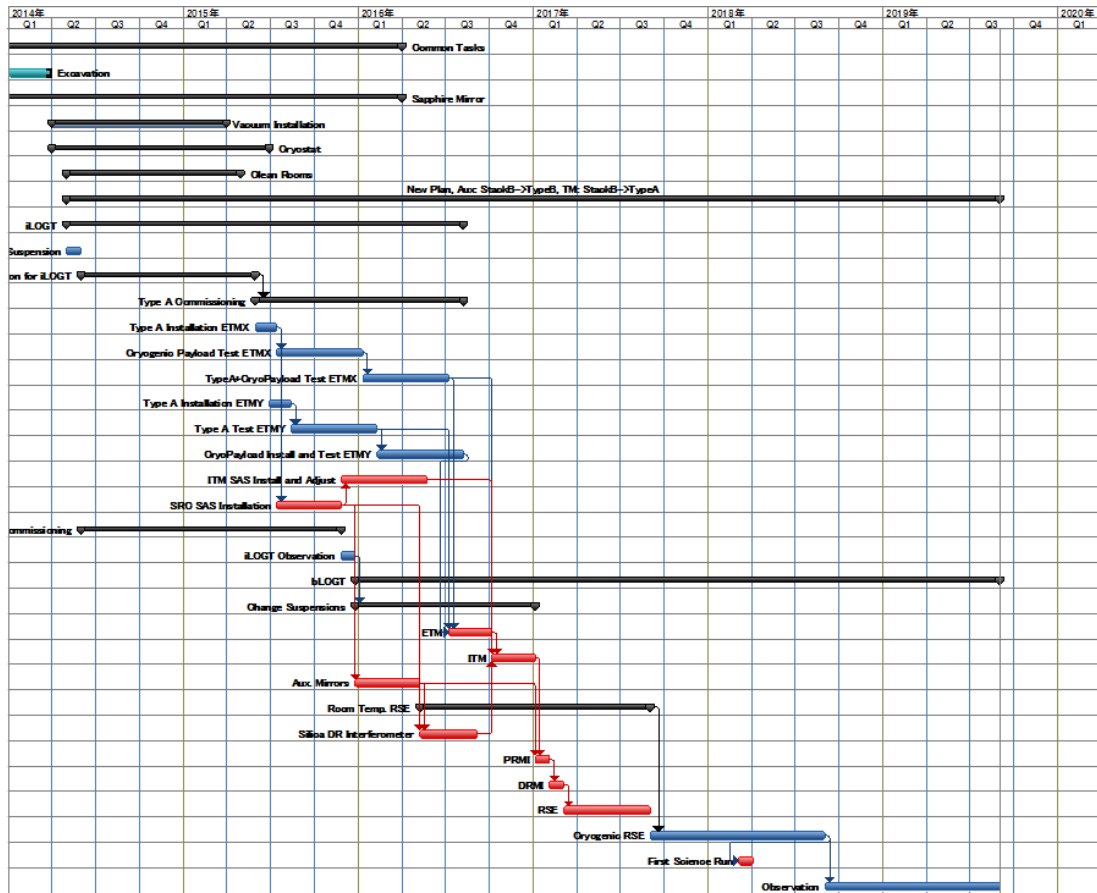 2014年 2015年 2016年 2017年 2018年 2019年 2020年
Q1 Q2 Q3 Q4 Q1 Q2 Q3 Q4 Q1 Q2 Q3 Q4 Q1 Q2 Q3 Q4 Q1 Q2 Q3 Q4 Q1 Q2 Q3 Q4 Q1
Common Tasks
Excavation
Sapphire Mirror
Vacuum Installation
Cryostat
Clean Rooms
New Plan, Aux: StackB->TypeB, TM: StackB->TypeA
iLCGT
Suspension
on for iLCGT
Type A Commissioning
Type A Installation ETMX
Cryogenic Payload Test ETMX
TypeA+CryoPayload Test ETMX
Type A Installation ETMY
Type A Test ETMY
CryoPayload Install and Test ETMY
ITM SAS Install and Adjust
SRC SAS Installation
ommissioning
iLCGT Observation
bLCGT
Change Suspensions
ETM
ITM
Aux. Mirrors
Room Temp. RSE
Silica DR Interferometer
PRMI
DRMI
RSE
Cryogenic RSE
First Science Run
Observation